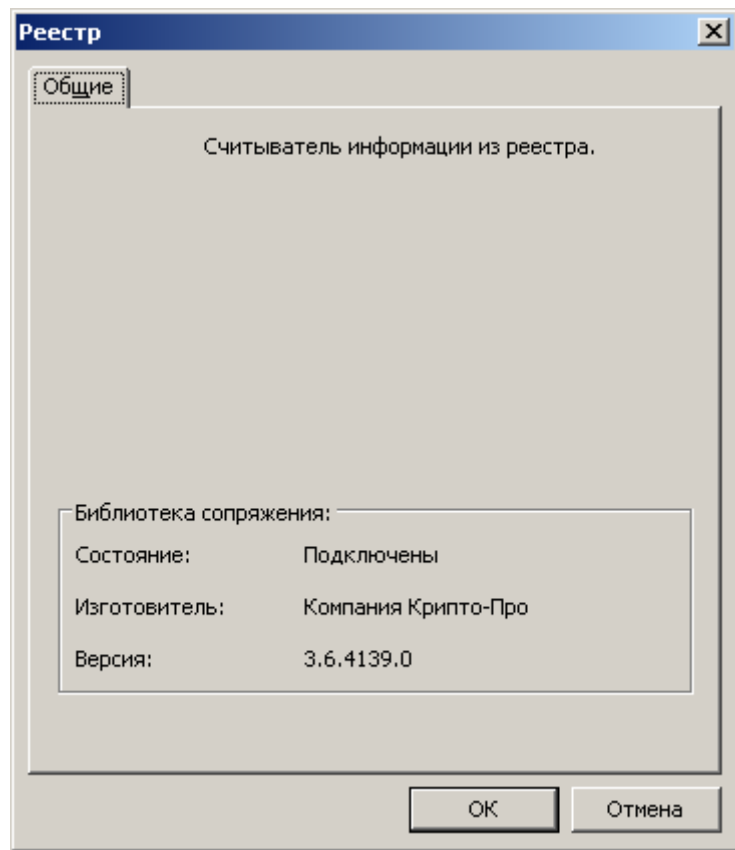 Реестр
Общие
Считыватель информации из реестра.
Библиотека сопряжения:
Состояние: Подключены
Изготовитель: Компания Крипто-Про
Версия: 3.6.4139.0
OK Отмена